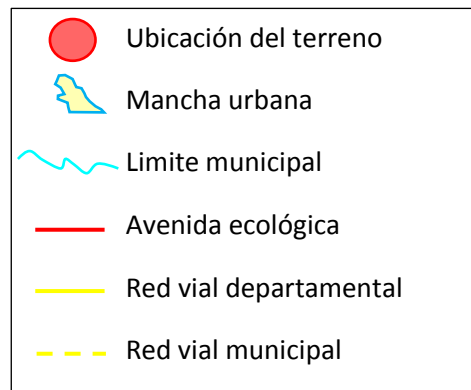 Ubicación del terreno
Mancha urbana
Limite municipal
Avenida ecológica
Red vial departamental
Red vial municipal